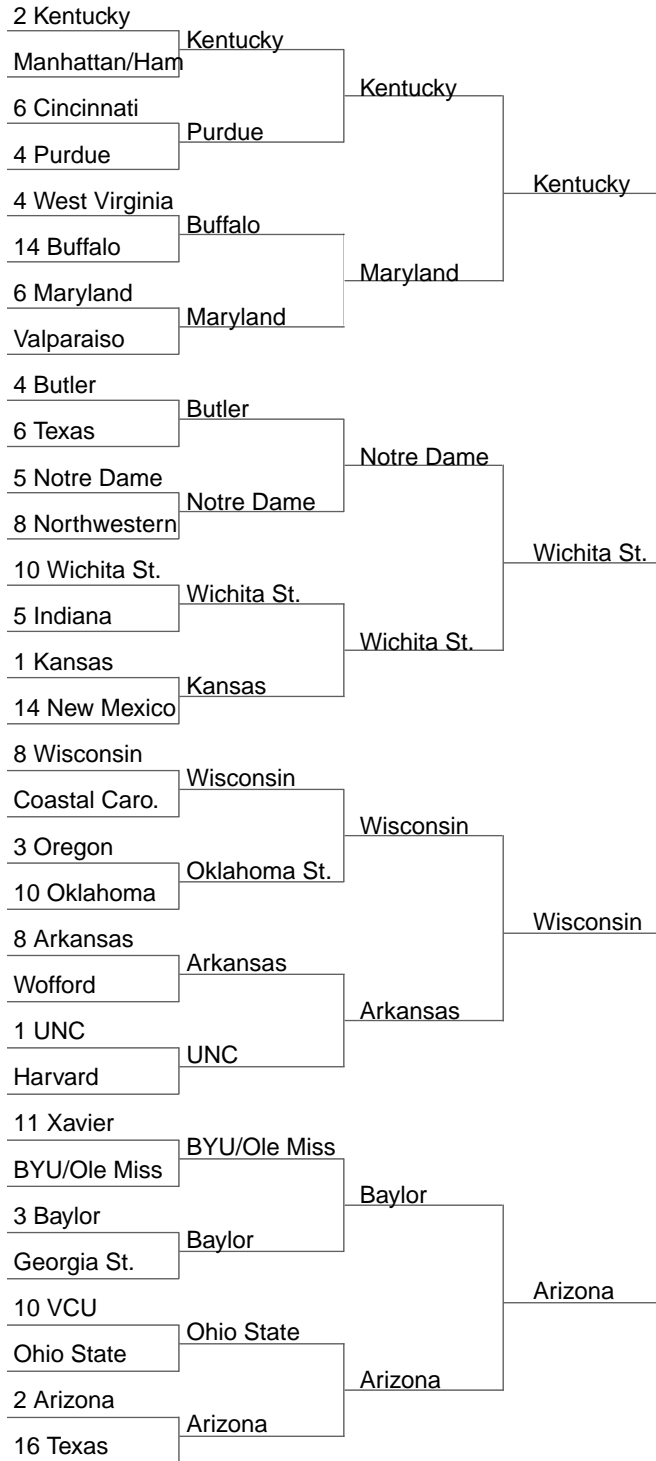 2 Kentucky
Manhattan/Ham
6 Cincinnati
4 Purdue
4 West Virginia
14 Buffalo
6 Maryland
Valparaiso
4 Butler
6 Texas
5 Notre Dame
8 Northwestern
10 Wichita St.
5 Indiana
1 Kansas
14 New Mexico
8 Wisconsin
Coastal Caro.
3 Oregon
10 Oklahoma
8 Arkansas
Wofford
1 UNC
Harvard
11 Xavier
BYU/Ole Miss
3 Baylor
Georgia St.
10 VCU
Ohio State
2 Arizona
16 Texas
Kentucky
Purdue
Buffalo
Maryland
Butler
Notre Dame
Wichita St.
Kansas
Wisconsin
Oklahoma St.
Arkansas
UNC
BYU/Ole Miss
Baylor
Ohio State
Arizona
Kentucky
Maryland
Notre Dame
Wichita St.
Wisconsin
Arkansas
Baylor
Arizona
Kentucky
Wichita St.
Wisconsin
Arizona